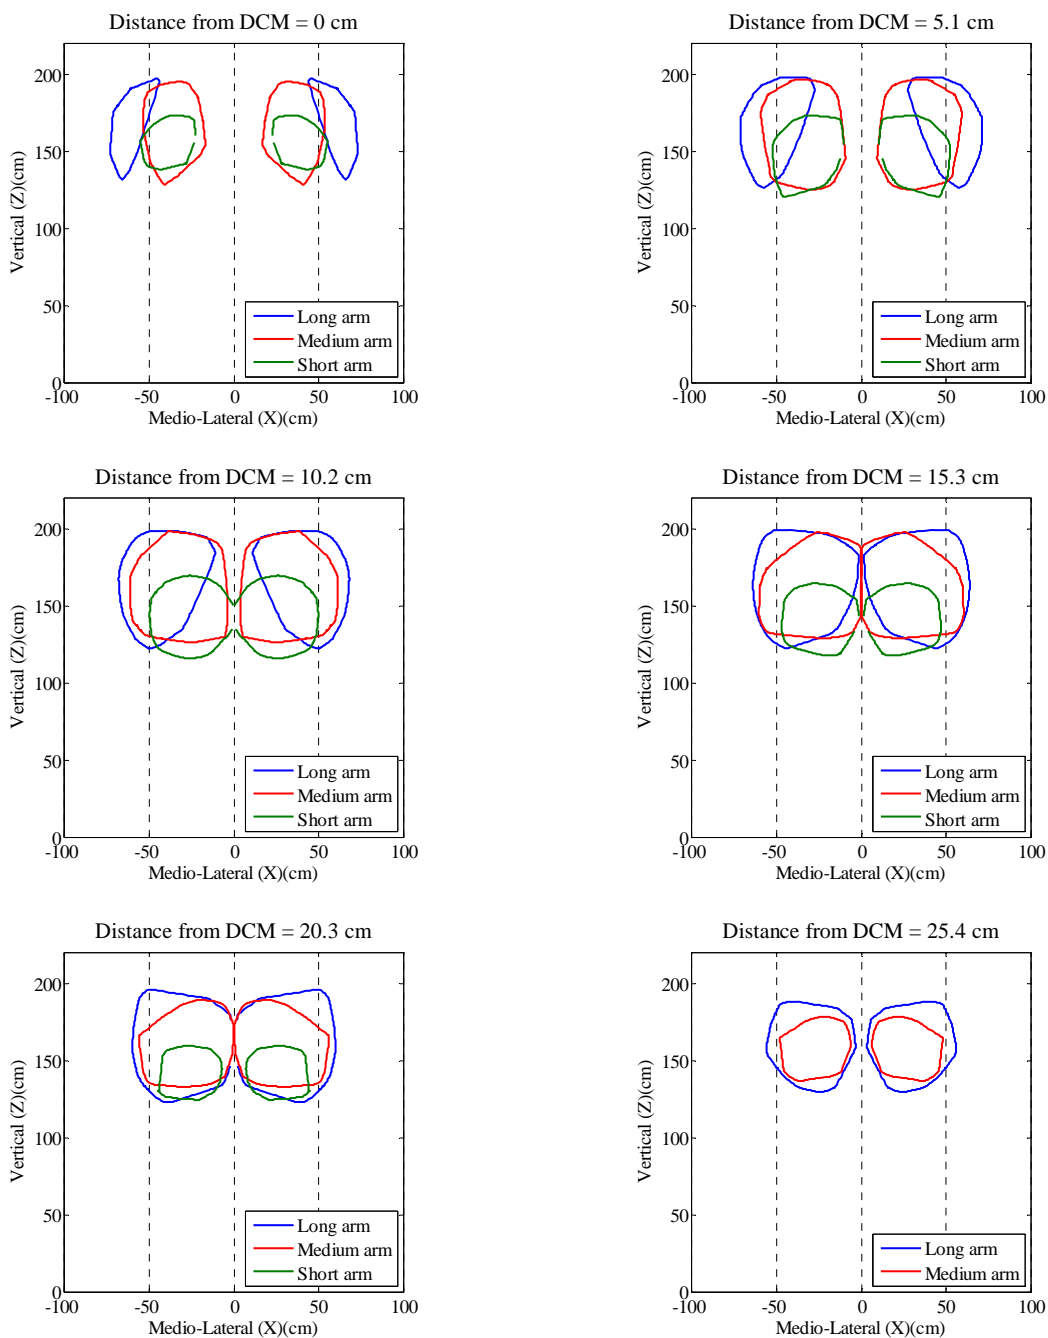 Distance from DCM = 0 cm
Vertical (Z)(cm)
200
150
100
50
0
-100
-50
0
50
100
Medio-Lateral (X)(cm)
Long arm
Medium arm
Short arm
Distance from DCM = 5.1 cm
Vertical (Z)(cm)
200
150
100
50
0
-100
-50
0
50
100
Medio-Lateral (X)(cm)
Long arm
Medium arm
Short arm
Distance from DCM = 10.2 cm
Vertical (Z)(cm)
200
150
100
50
0
-100
-50
0
50
100
Medio-Lateral (X)(cm)
Long arm
Medium arm
Short arm
Distance from DCM = 15.3 cm
Vertical (Z)(cm)
200
150
100
50
0
-100
-50
0
50
100
Medio-Lateral (X)(cm)
Long arm
Medium arm
Short arm
Distance from DCM = 20.3 cm
Vertical (Z)(cm)
200
150
100
50
0
-100
-50
0
50
100
Medio-Lateral (X)(cm)
Long arm
Medium arm
Short arm
Distance from DCM = 25.4 cm
Vertical (Z)(cm)
200
150
100
50
0
-100
-50
0
50
100
Medio-Lateral (X)(cm)
Long arm
Medium arm